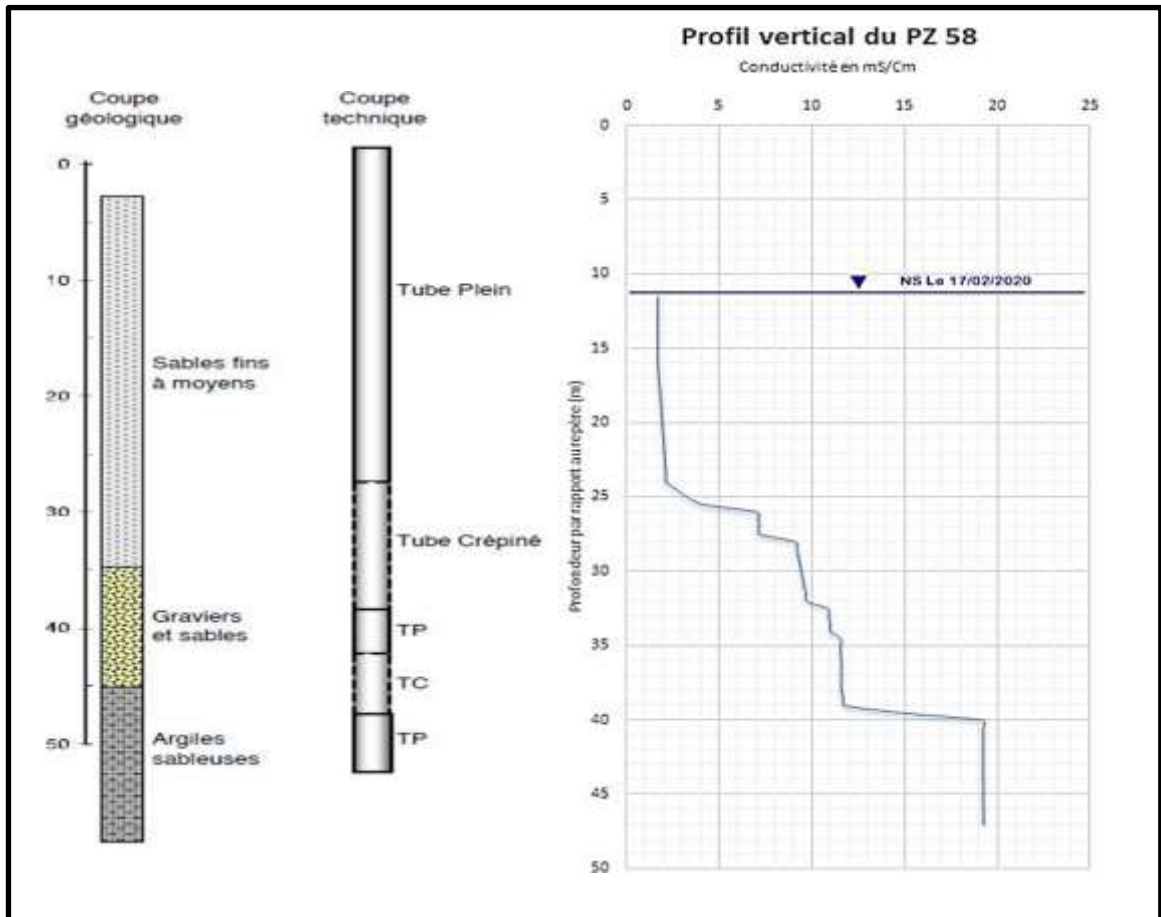 Profil vertical du PZ 58
Conductivité en mS/Cm
Coupe
géologique
Coupe
technique
0 5 10 15 20 25
0
5
10
15
20
25
30
35
40
45
50
Profondeur par rapport au repère (m)
NS Le 17/02/2020
0
10
20
30
40
50
Sables fins
à moyens
Graviers
et sables
Argiles
sableuses
Tube Plein
Tube Crépiné
TP
TC
TP